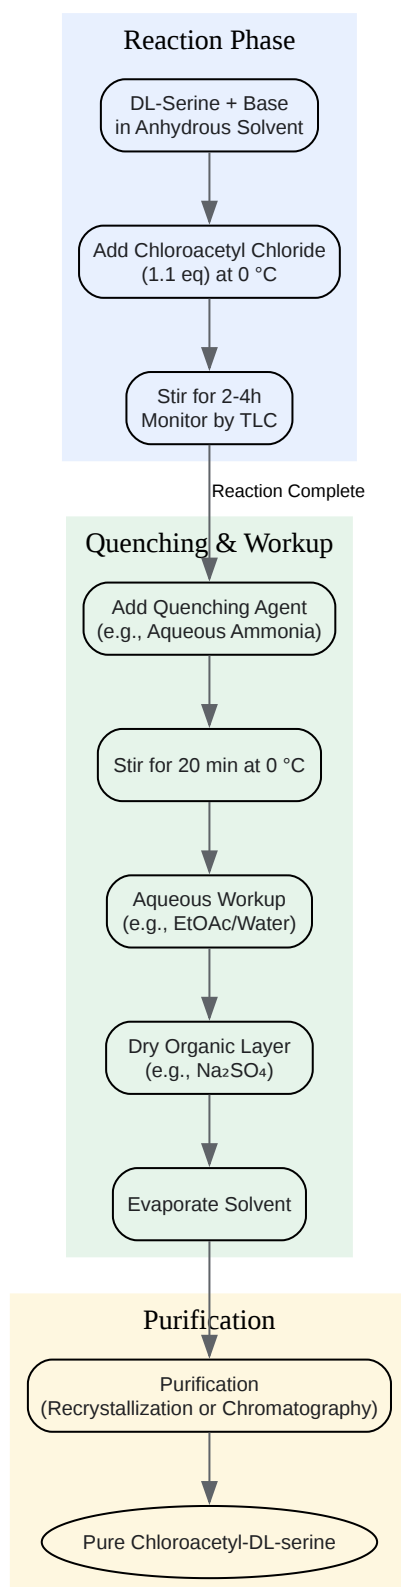 Reaction Phase
DL-Serine + Base
in Anhydrous Solvent
Add Chloroacetyl Chloride
(1.1 eq) at 0 °C
Stir for 2-4h
Monitor by TLC
Reaction Complete
Quenching & Workup
Add Quenching Agent
(e.g., Aqueous Ammonia)
Stir for 20 min at 0 °C
Aqueous Workup
(e.g., EtOAc/Water)
Dry Organic Layer
(e.g., Na₂SO₄)
Evaporate Solvent
Purification
Purification
(Recrystallization or Chromatography)
Pure Chloroacetyl-DL-serine